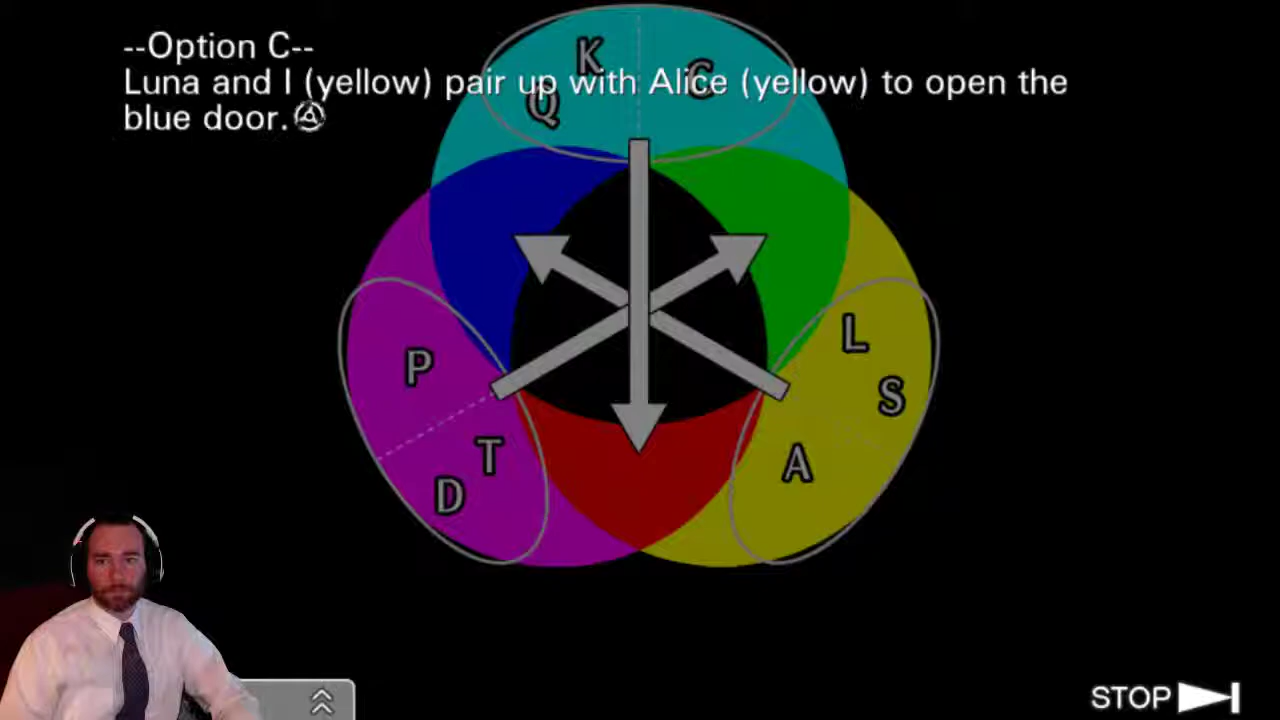 --Option C--
Luna and I (yellow) pair up with Alice (yellow) to open the
blue door.
K
C
Q
L
P
S
T
A
D
STOP